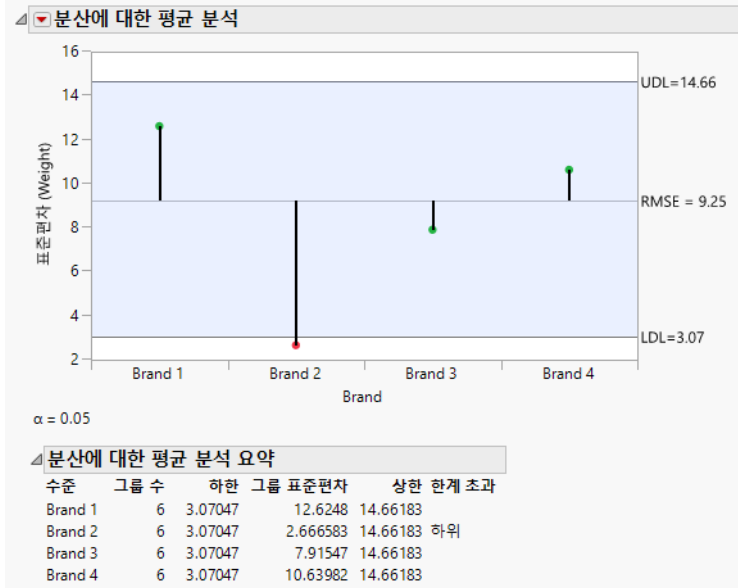 분산에 대한 평균 분석
16
14
12
10
8
6
4
2
표준편차 (Weight)
UDL=14.66
RMSE = 9.25
LDL=3.07
Brand 1 Brand 2 Brand 3 Brand 4
Brand
α = 0.05
분산에 대한 평균 분석 요약
수준 그룹 수 하한 그룹 표준편차 상한 한계 초과
Brand 1 6 3.07047 12.6248 14.66183
Brand 2 6 3.07047 2.666583 14.66183 하위
Brand 3 6 3.07047 7.91547 14.66183
Brand 4 6 3.07047 10.63982 14.66183